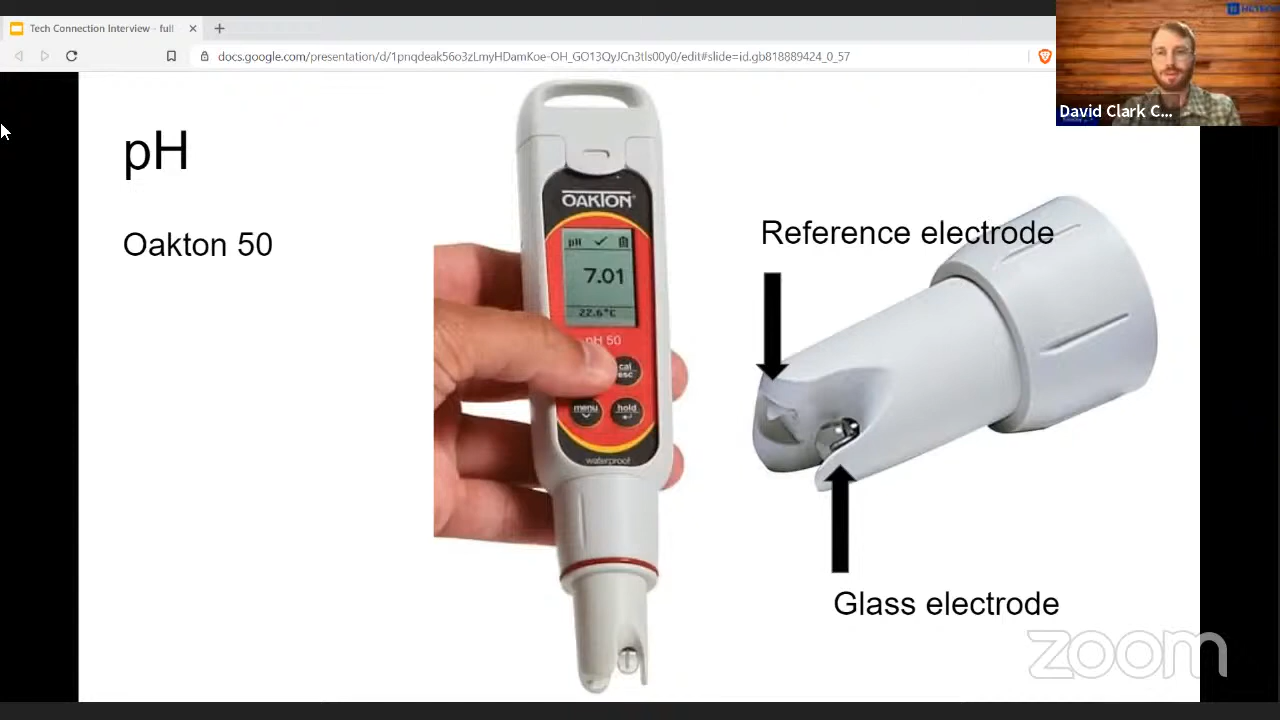 Tech Connection Interview - full
docs.google.com/presentation/d/1pnqdeak56o3zLmyHDamKoe-OH_GO13QyJCn3tls00y0/edit#slide=id.gb818889424_0_57
David Clark C...
pH
Oakton 50
OAKTON
pH
7.01
22.6°C
pH 50
cal
esc
menu
hold
waterproof
Reference electrode
Glass electrode
zoom